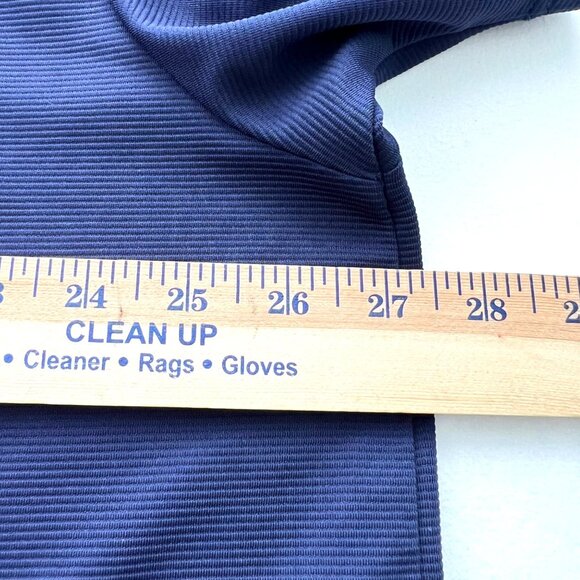 24 25 26 27 28
CLEAN UP
• Cleaner • Rags • Gloves